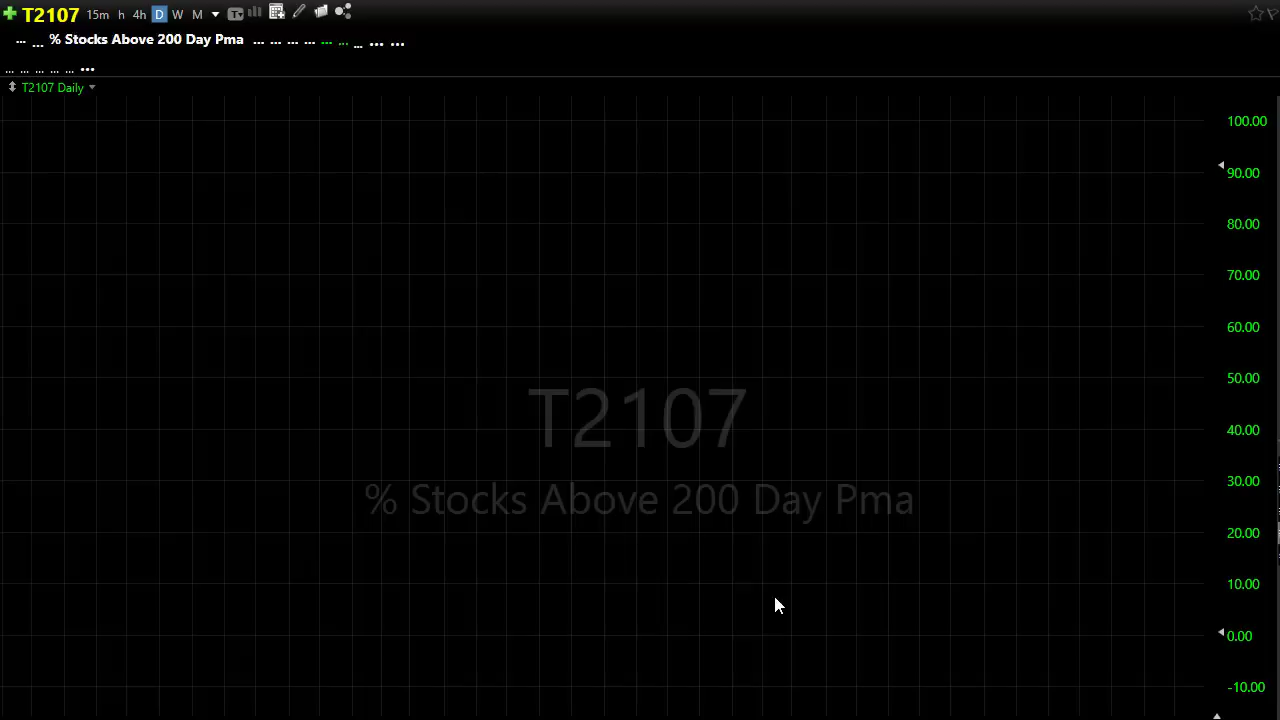 T2107 15m h 4h D W M T
... ... % Stocks Above 200 Day Pma ... ... ... ... ... ... ... ... ...
... ... ... ... ... ...
T2107 Daily
100.00
90.00
80.00
70.00
60.00
50.00
40.00
30.00
20.00
10.00
0.00
-10.00
T2107
% Stocks Above 200 Day Pma